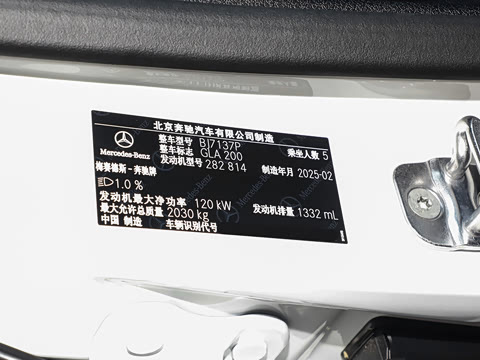 北京奔驰汽车有限公司制造
整车型号 BJ7137P 乘坐人数 5
整车标志 GLA 200
发动机型号 282 814 制造年月 2025-02
Mercedes-Benz
梅赛德斯-奔驰牌
1.0 %
发动机最大净功率 120 kW 发动机排量 1332 mL
最大允许总质量 2030 kg
中国 制造 车辆识别代号